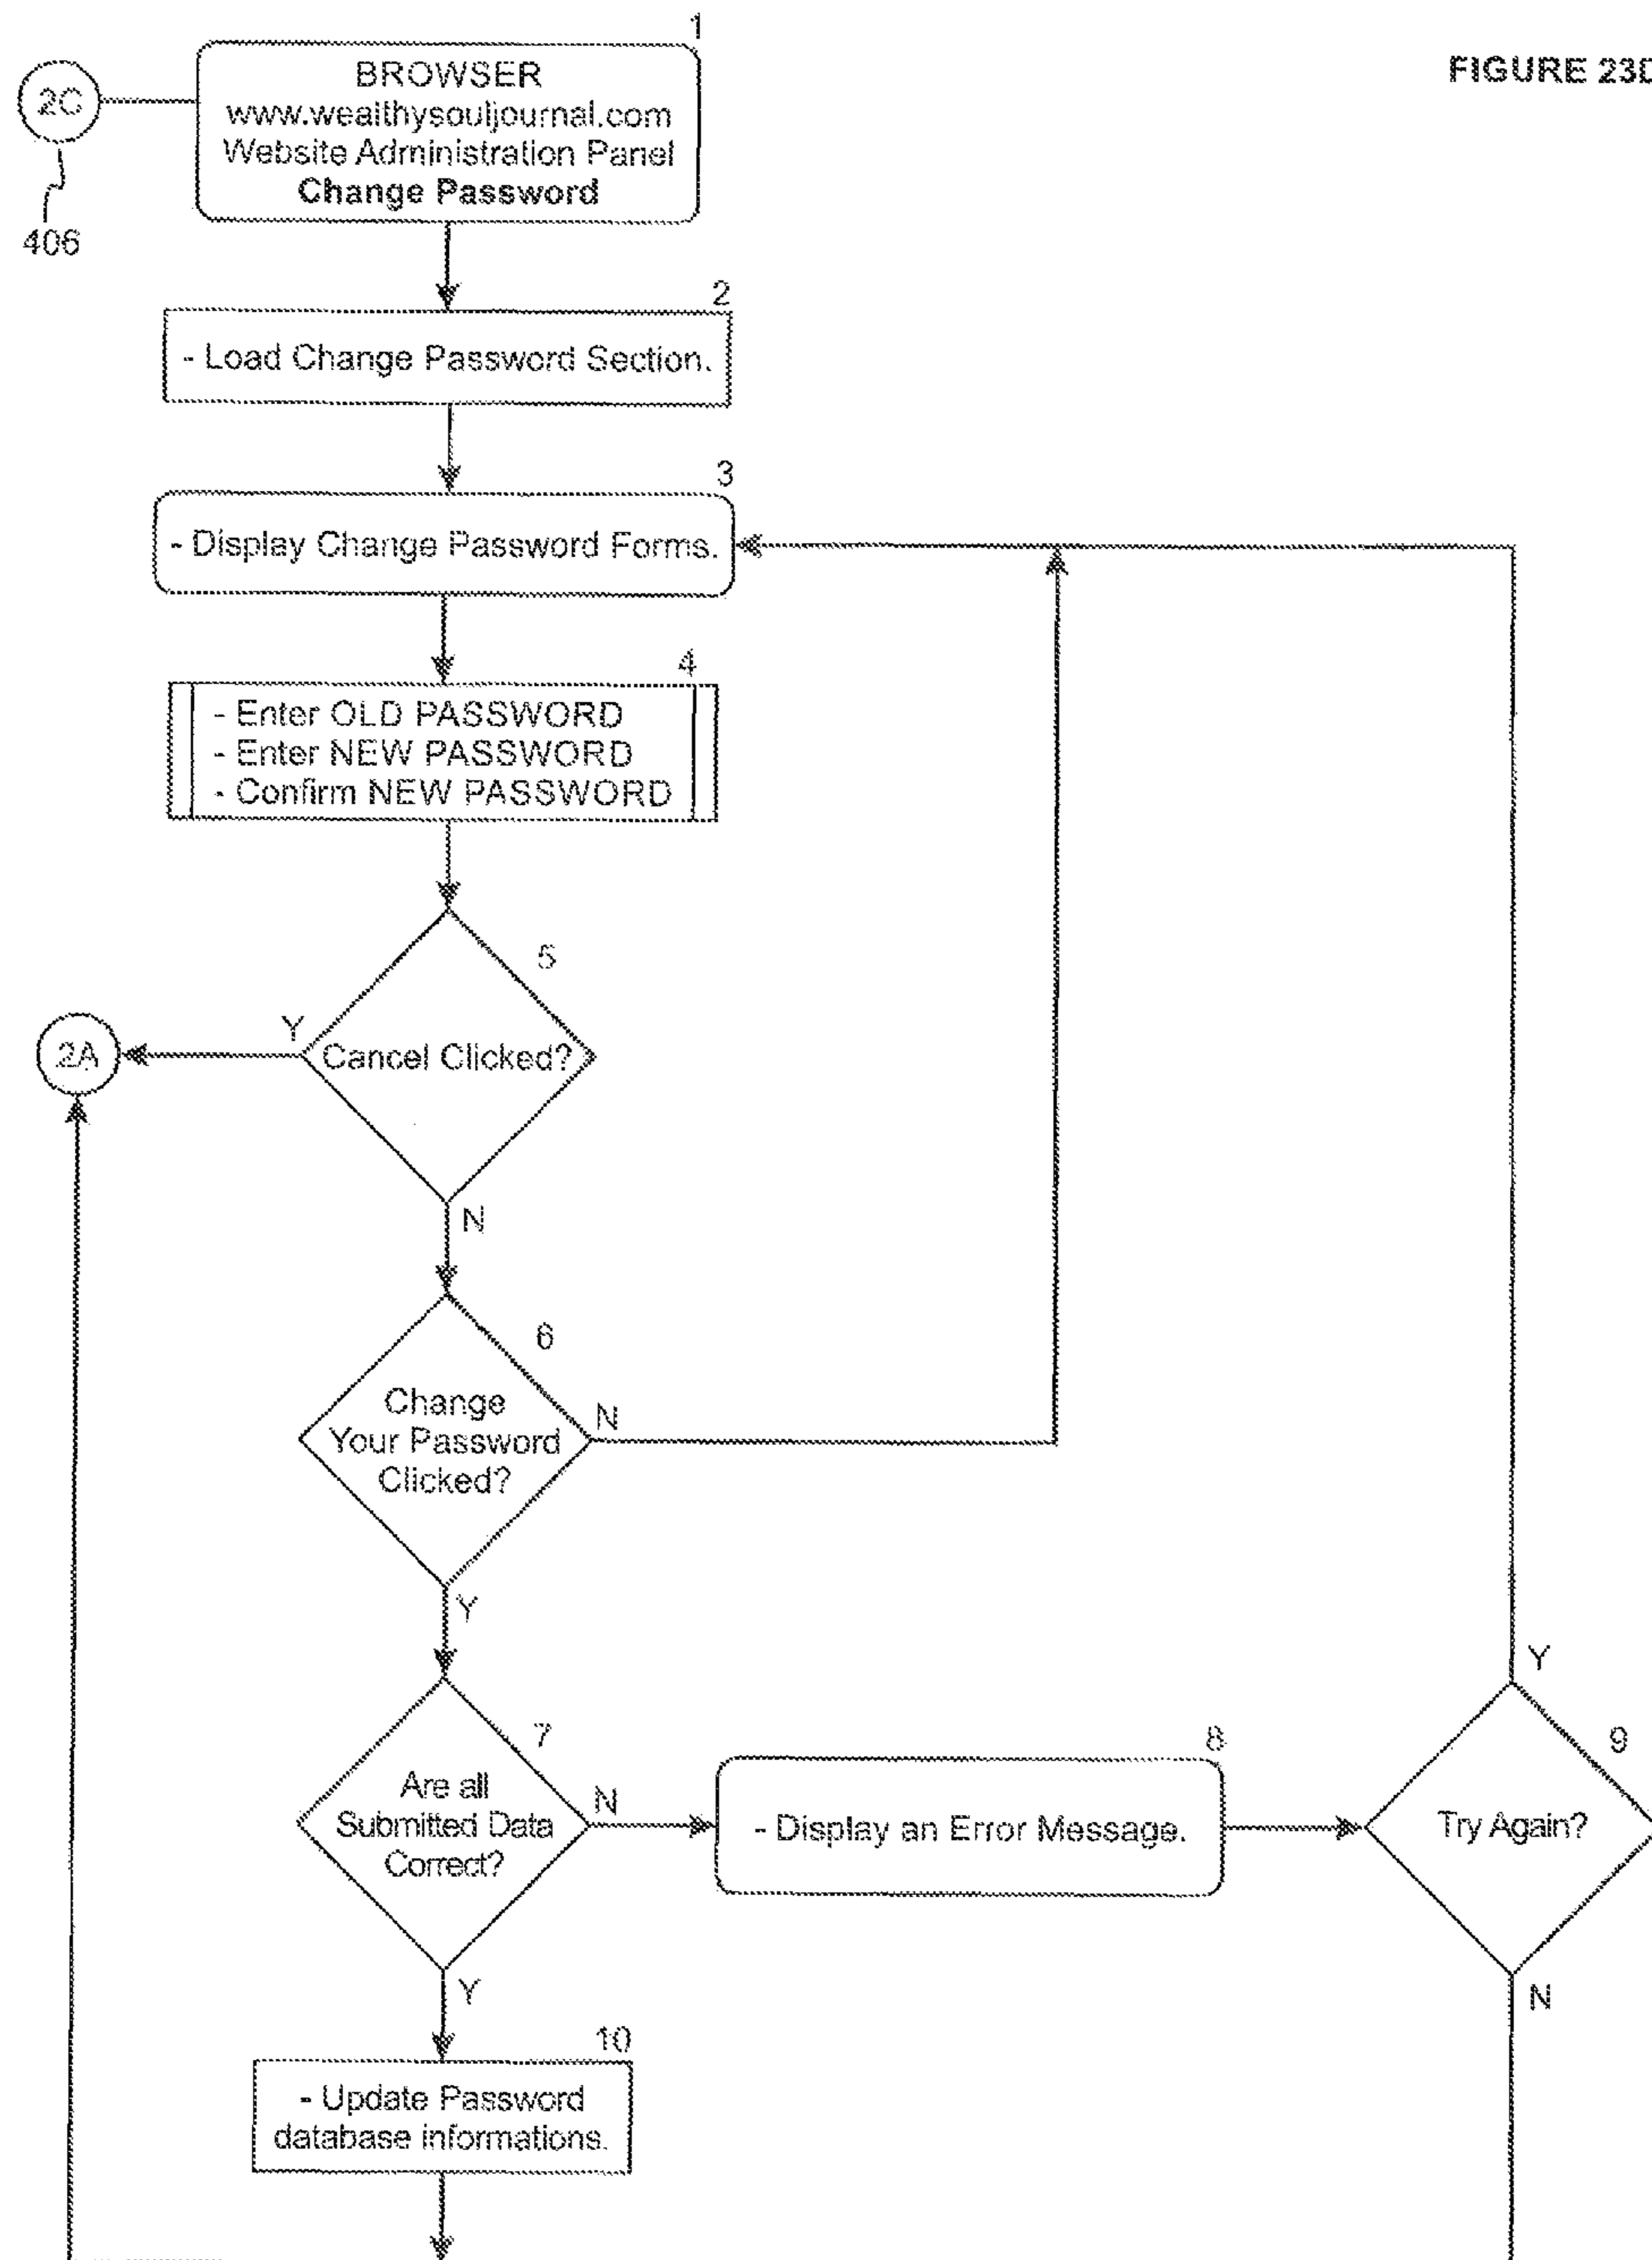 1
FIGURE 23D
2C
BROWSER
www.wealthysouljournal.com
Website Administration Panel
Change Password
406
2
- Load Change Password Section.
3
- Display Change Password Forms.
4
- Enter OLD PASSWORD
- Enter NEW PASSWORD
- Confirm NEW PASSWORD
5
Y
2A
Cancel Clicked?
N
6
Change
Your Password
Clicked?
N
Y
7
Are all
Submitted Data
Correct?
N
8
- Display an Error Message.
Y
9
Try Again?
N
Y
10
- Update Password
database informations.